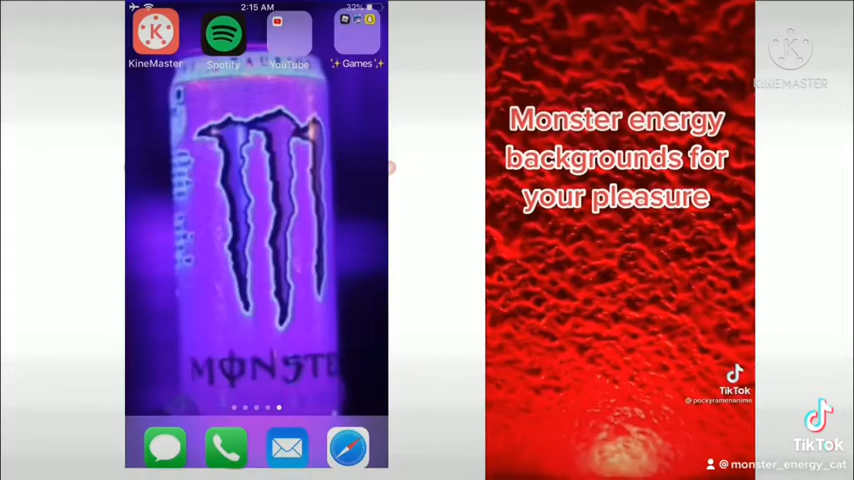 2:15 AM
32%
KineMaster
Spotify
YouTube
✨Games✨
MONSTE
Monster energy
backgrounds for
your pleasure
TikTok
@pockyramenanime
KINEMASTER
TikTok
@monster_energy_cat